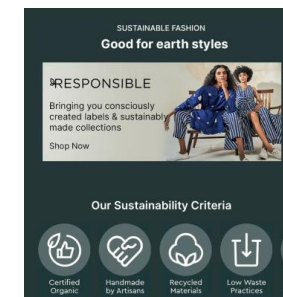 SUSTAINABLE FASHION
Good for earth styles
RESPONSIBLE
Bringing you consciously
created labels & sustainably
made collections
Shop Now
Our Sustainability Criteria
Certified
Organic
Handmade
by Artisans
Recycled
Materials
Low Waste
Practices